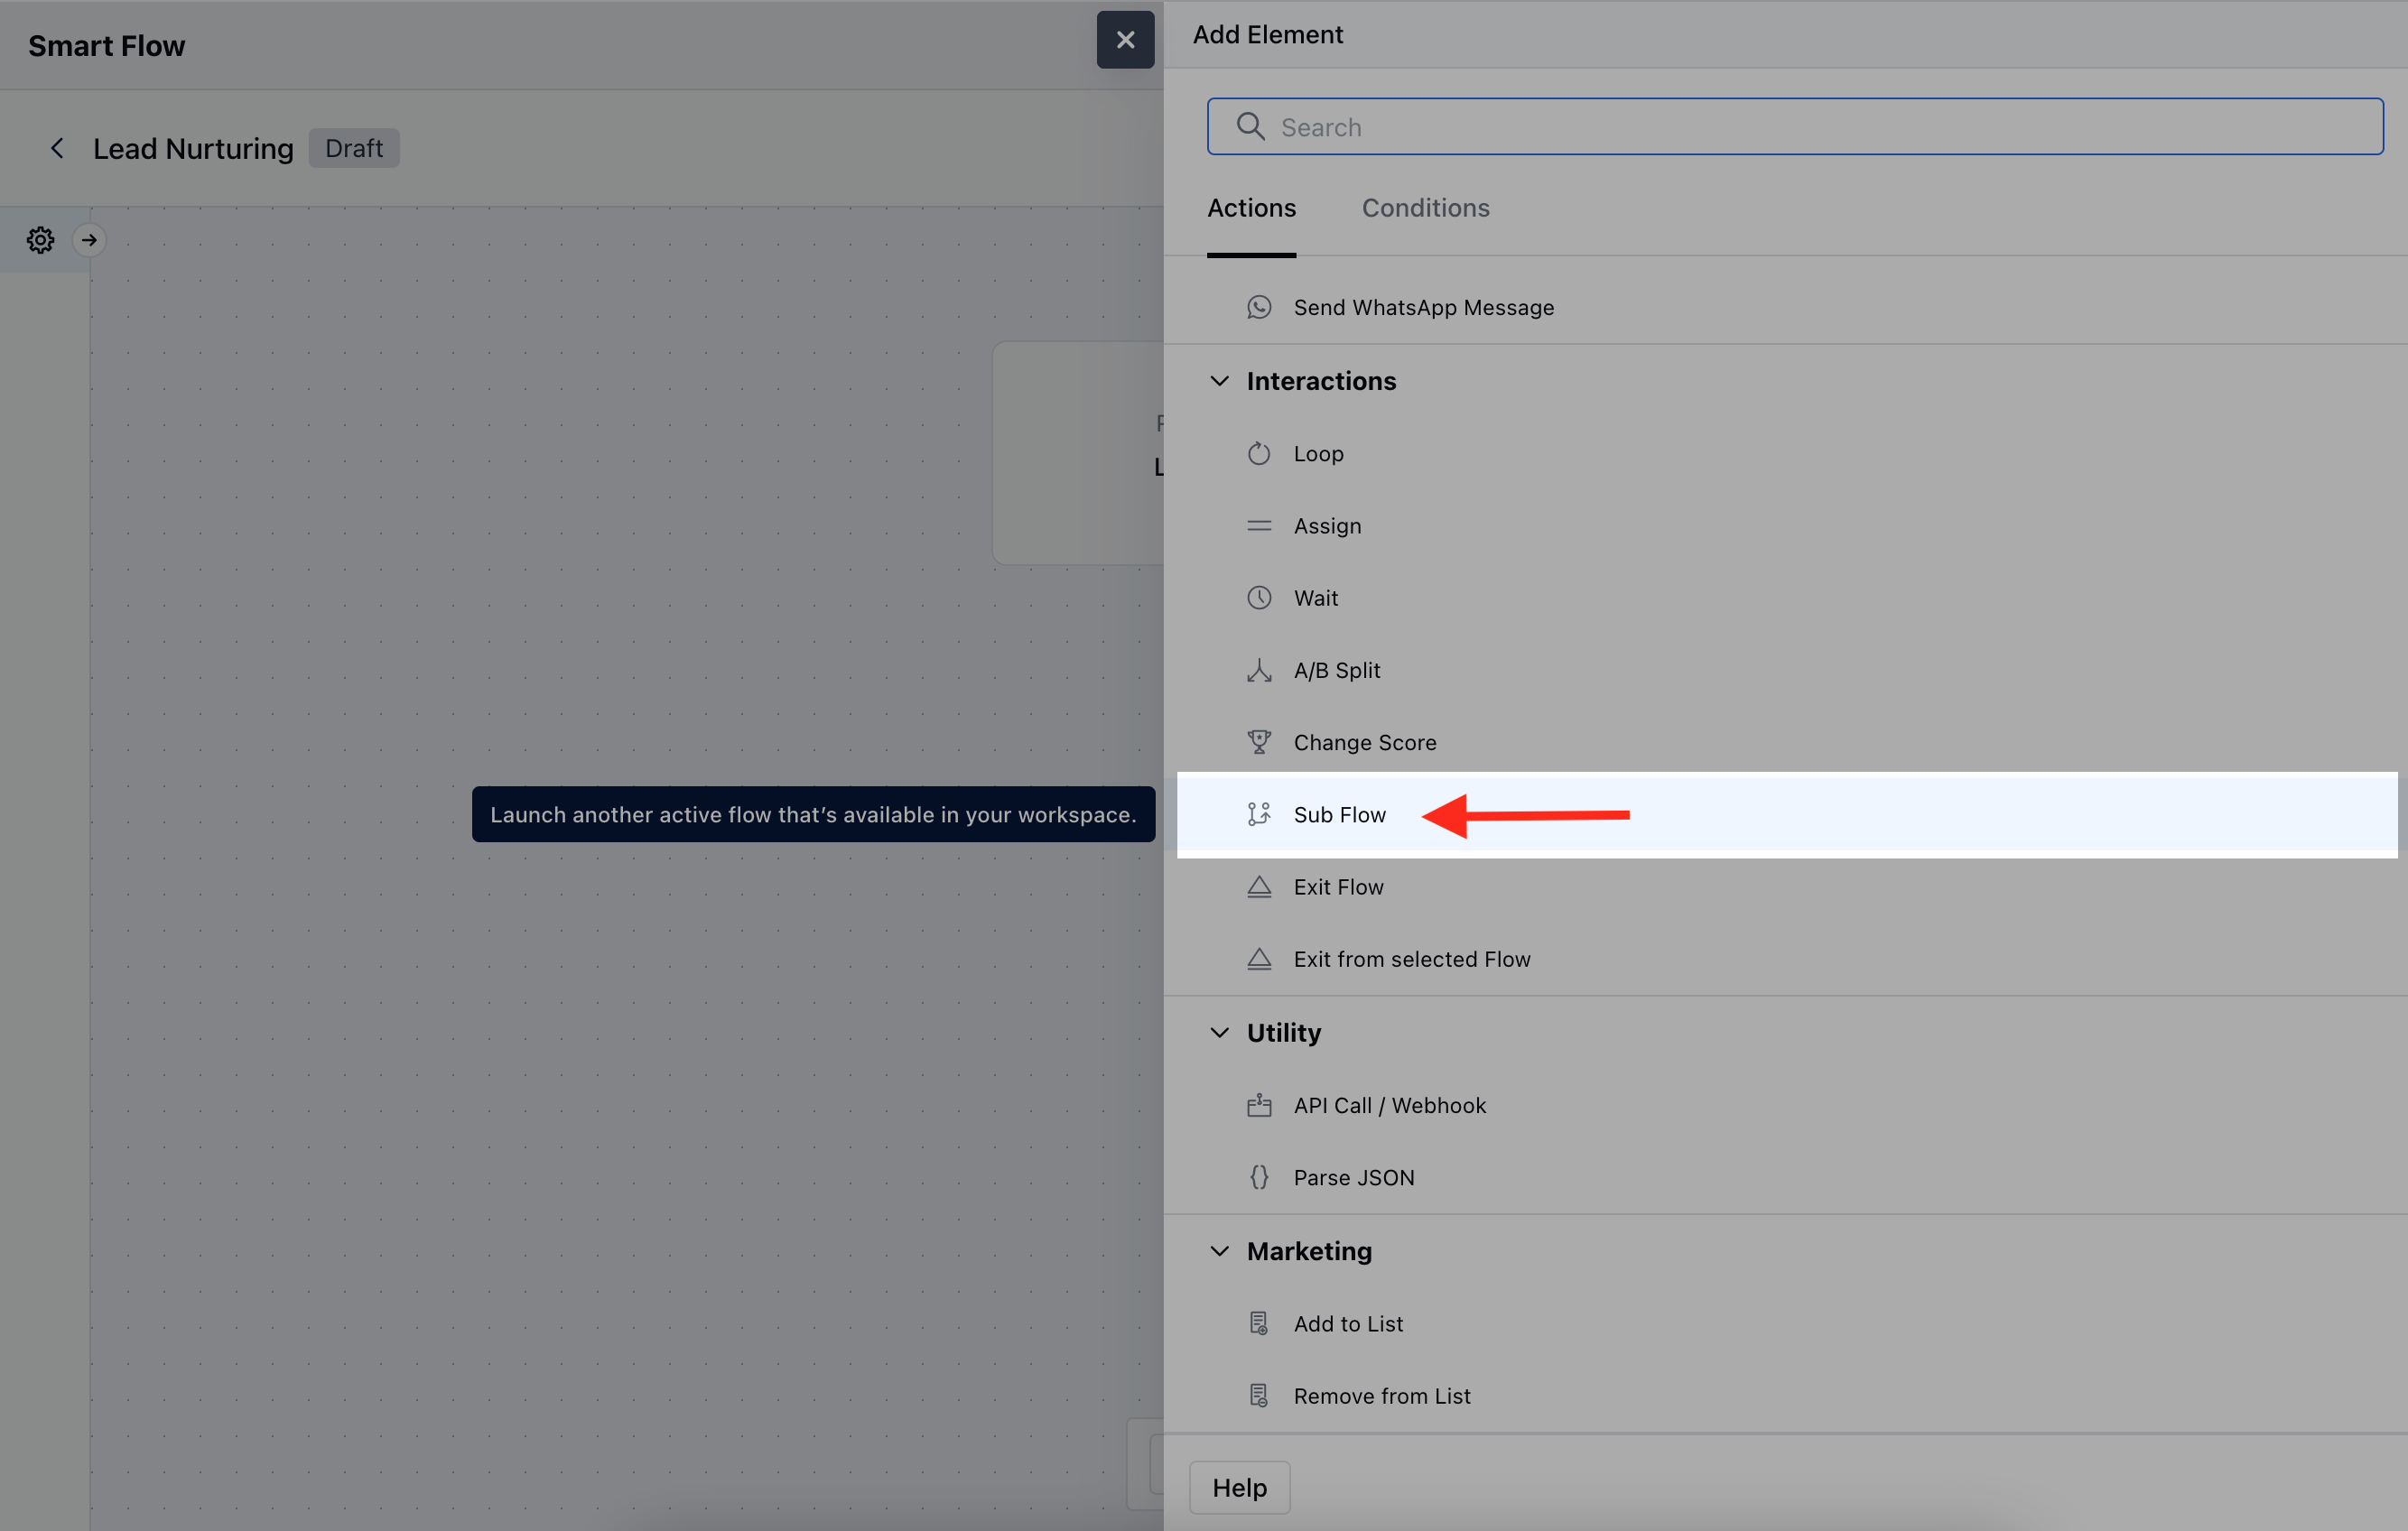 Smart Flow
Lead Nurturing
Draft
Launch another active flow that’s available in your workspace.
Add Element
Search
Actions
Conditions
Send WhatsApp Message
Interactions
Loop
Assign
Wait
A/B Split
Change Score
Sub Flow
Exit Flow
Exit from selected Flow
Utility
API Call / Webhook
{} Parse JSON
Marketing
Add to List
Remove from List
Help